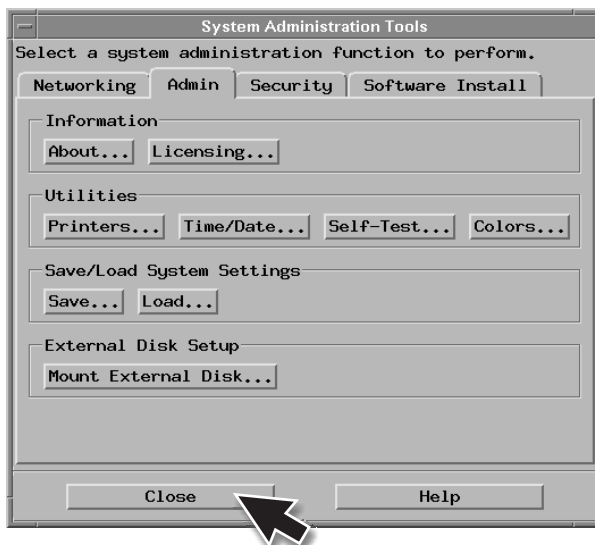 System Administration Tools
Select a system administration function to perform.
Networking Admin Security Software Install
Information
About... Licensing...
Utilities
Printers... Time/Date... Self-Test... Colors...
Save/Load System Settings
Save... Load...
External Disk Setup
Mount External Disk...
Close Help